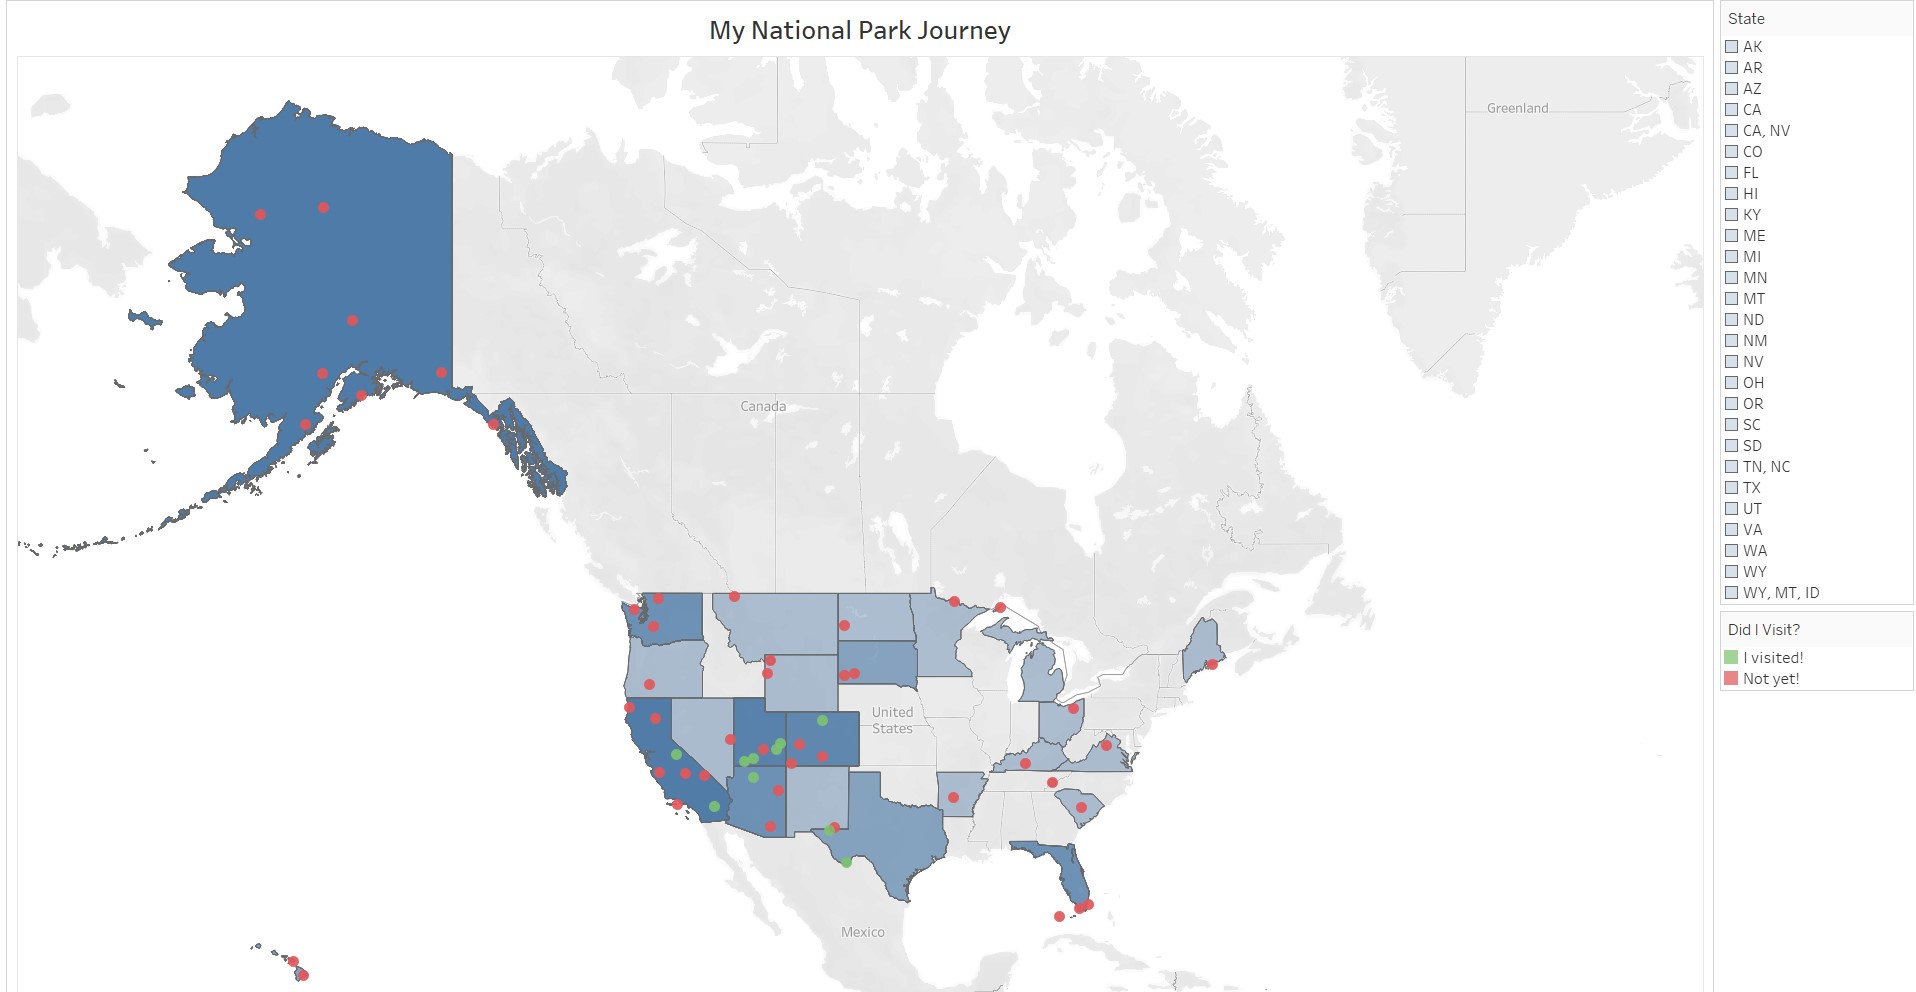 My National Park Journey
Greenland
Canada
United
States
Mexico
State
AK
AR
AZ
CA
CA, NV
CO
FL
HI
KY
ME
MI
MN
MT
ND
NM
NV
OH
OR
SC
SD
TN, NC
TX
UT
VA
WA
WY
WY, MT, ID
Did I Visit?
I visited!
Not yet!